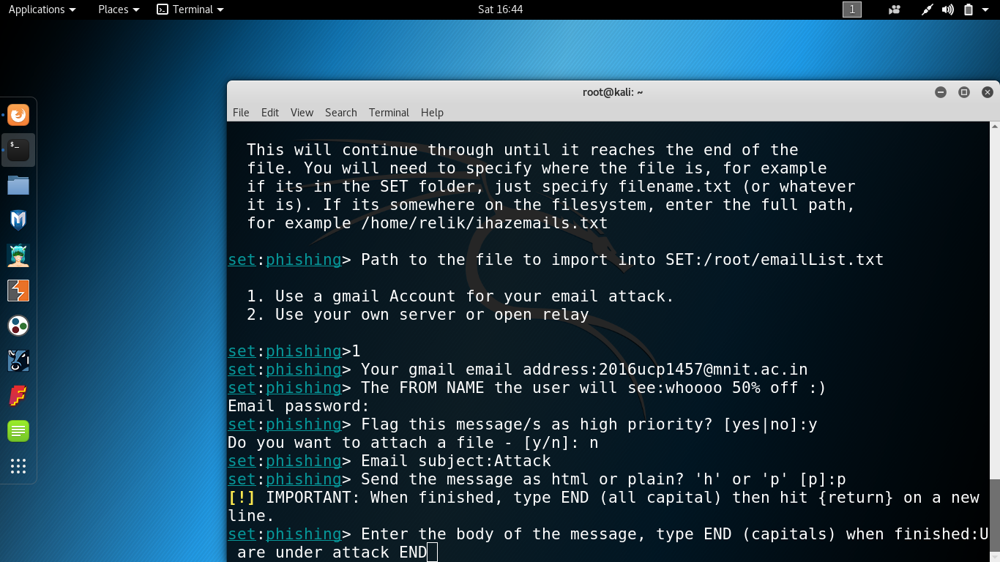 Applications Places Terminal Sat 16:44 1
root@kali: ~
File Edit View Search Terminal Help
This will continue through until it reaches the end of the
file. You will need to specify where the file is, for example
if its in the SET folder, just specify filename.txt (or whatever
it is). If its somewhere on the filesystem, enter the full path,
for example /home/relik/ihazemails.txt
set:phishing> Path to the file to import into SET:/root/emailList.txt
1. Use a gmail Account for your email attack.
2. Use your own server or open relay
set:phishing>1
set:phishing> Your gmail email address:2016ucp1457@mnit.ac.in
set:phishing> The FROM NAME the user will see:whoooo 50% off :)
Email password:
set:phishing> Flag this message/s as high priority? [yes|no]:y
Do you want to attach a file - [y/n]: n
set:phishing> Email subject:Attack
set:phishing> Send the message as html or plain? 'h' or 'p' [p]:p
[!] IMPORTANT: When finished, type END (all capital) then hit {return} on a new
line.
set:phishing> Enter the body of the message, type END (capitals) when finished:U
are under attack END